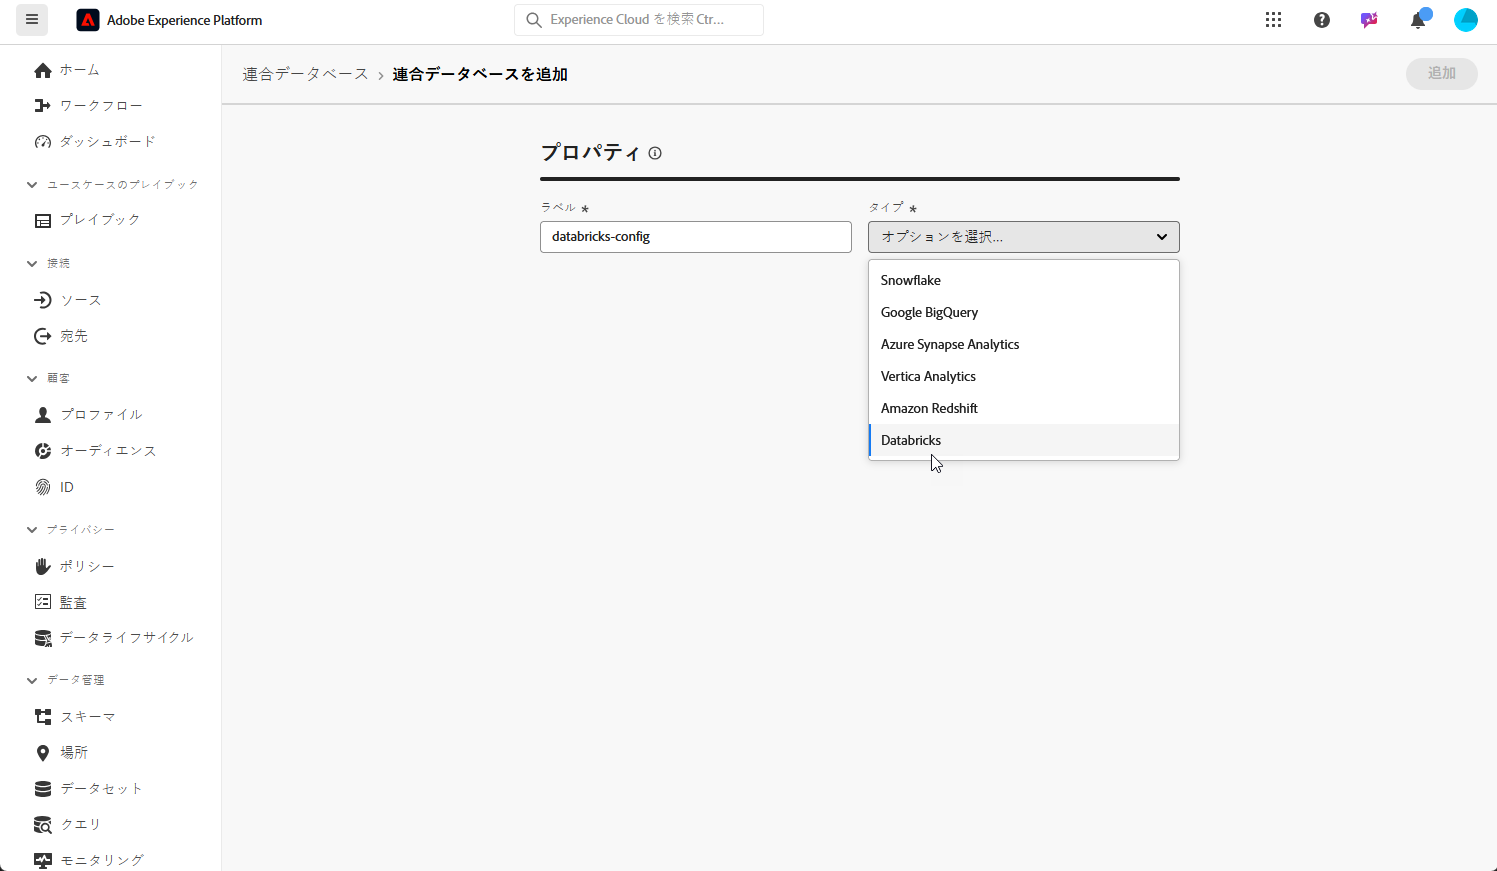 Adobe Experience Platform
Experience Cloud を検索 Ctr...
ホーム
ワークフロー
ダッシュボード
ユースケースのプレイブック
プレイブック
接続
ソース
宛先
顧客
プロファイル
オーディエンス
ID
プライバシー
ポリシー
監査
データライフサイクル
データ管理
スキーマ
場所
データセット
クエリ
モニタリング
連合データベース › 連合データベースを追加
追加
プロパティ
ラベル *
databricks-config
タイプ *
オプションを選択...
Snowflake
Google BigQuery
Azure Synapse Analytics
Vertica Analytics
Amazon Redshift
Databricks